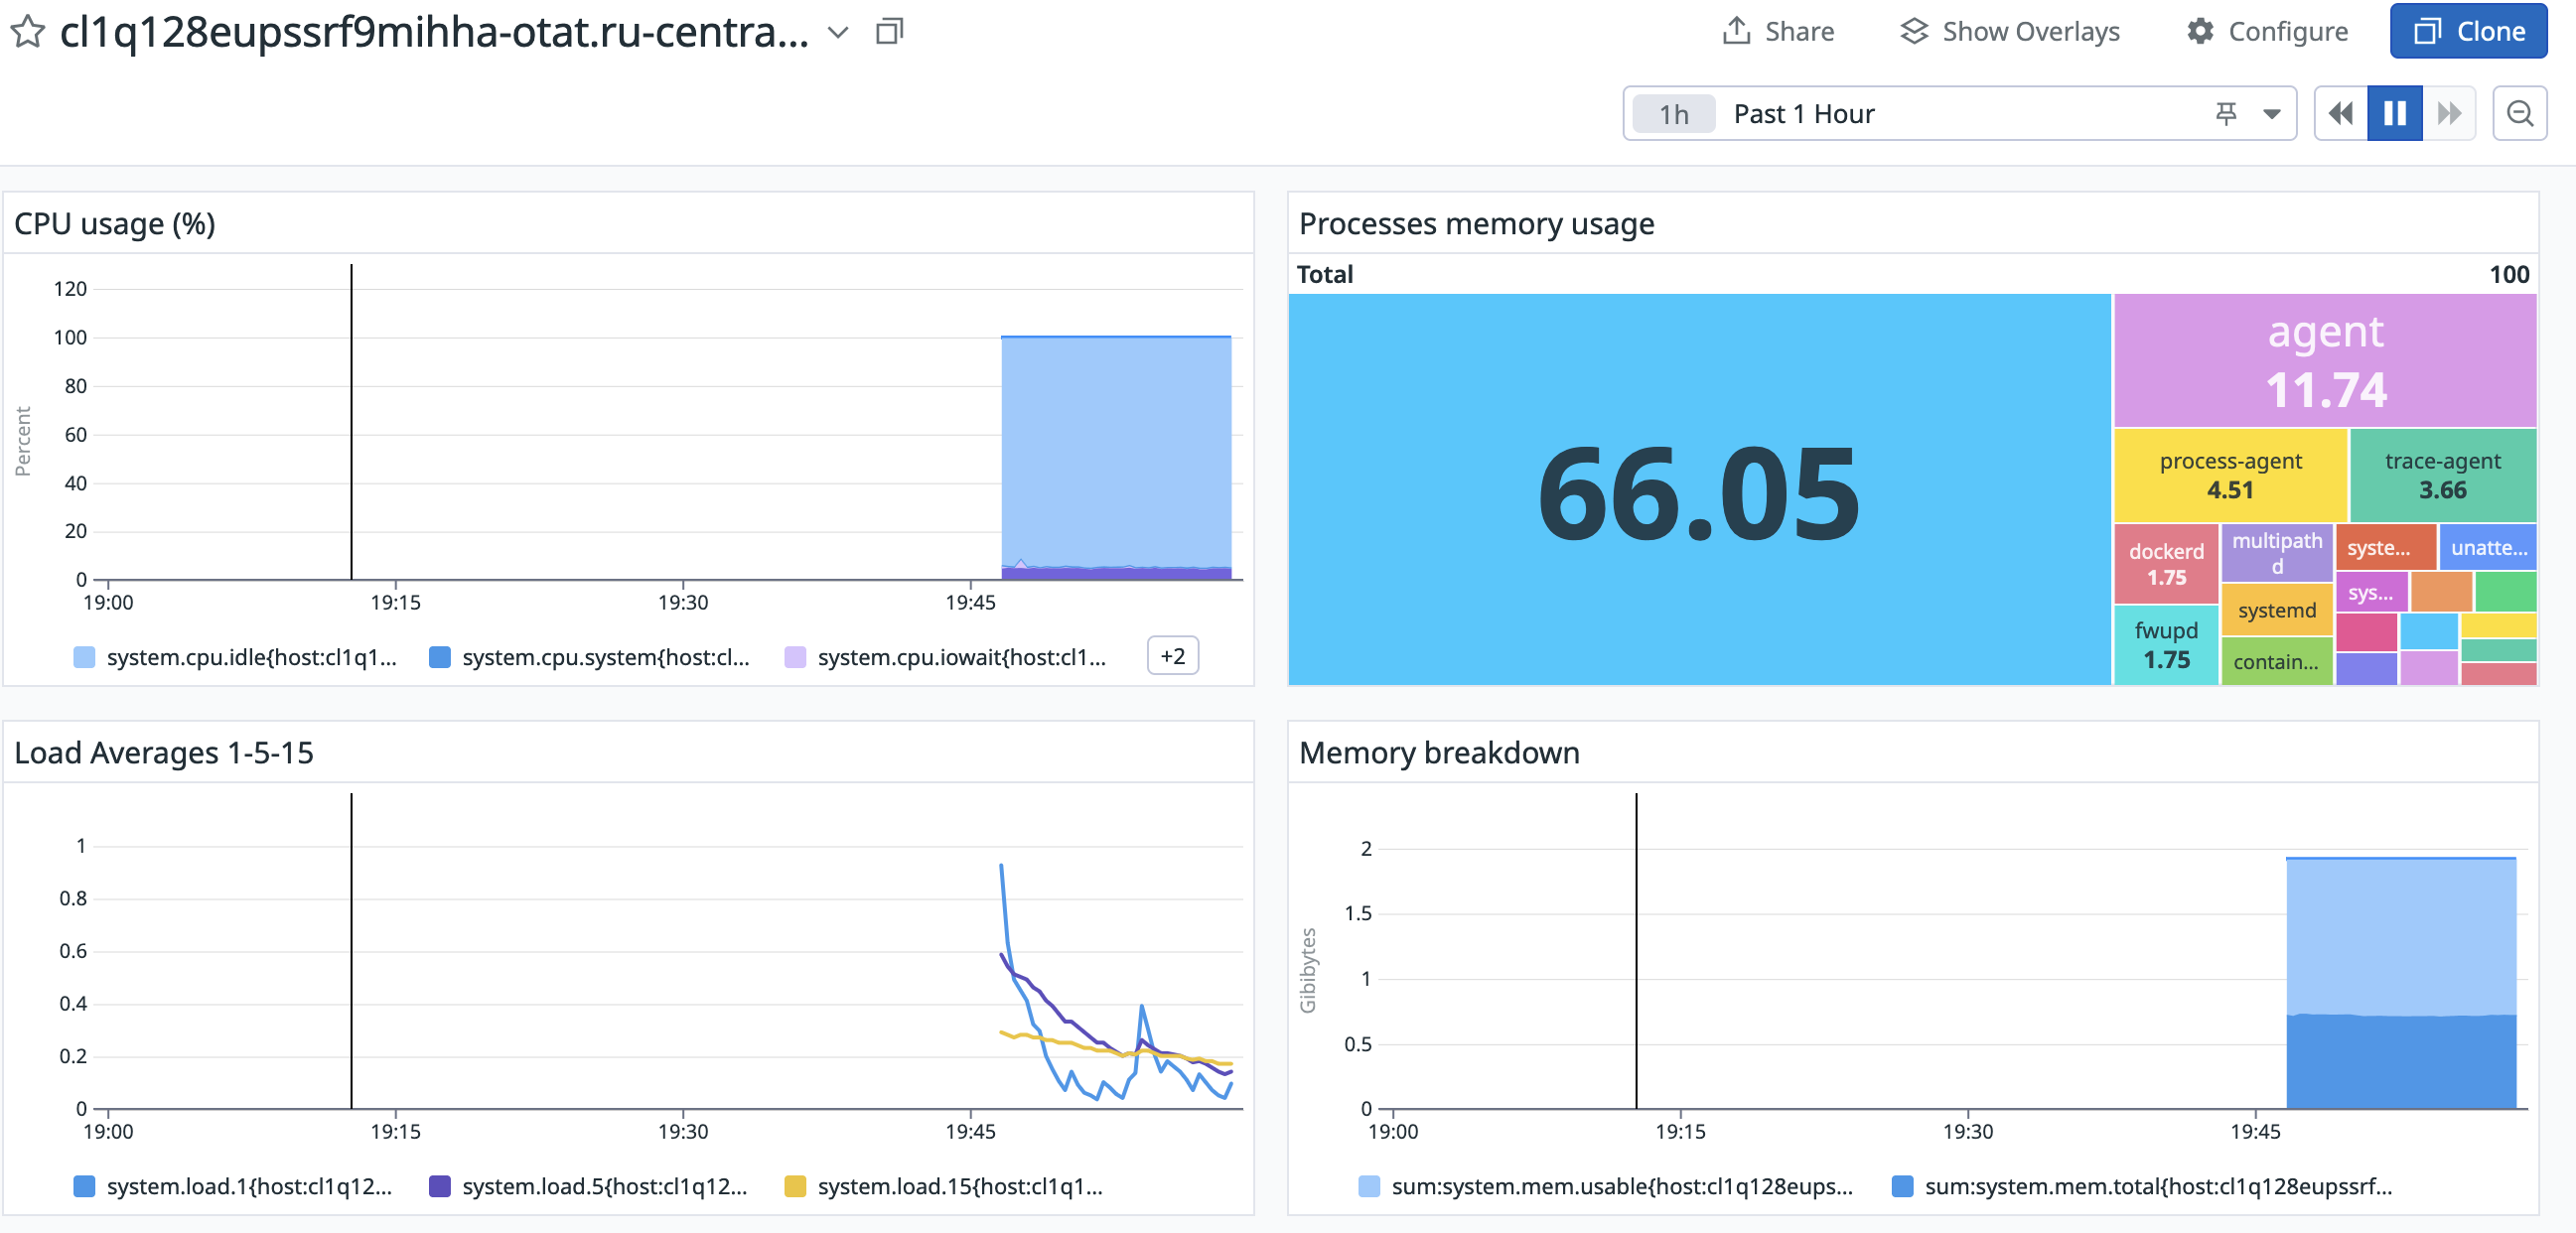 cl1q128eupssrf9mihha-otat.ru-centra...
Share
Show Overlays
Configure
Clone
1h Past 1 Hour
CPU usage (%)
Percent
120
100
80
60
40
20
0
19:00 19:15 19:30 19:45
system.cpu.idle{host:cl1q1... system.cpu.system{host:cl... system.cpu.iowait{host:cl1... +2
Processes memory usage
Total 100
66.05
agent
11.74
process-agent
4.51
trace-agent
3.66
dockerd
1.75
multipath
d
syste...
unatte...
sys...
systemd
fwupd
1.75
contain...
Load Averages 1-5-15
1
0.8
0.6
0.4
0.2
0
19:00 19:15 19:30 19:45
system.load.1{host:cl1q12... system.load.5{host:cl1q12... system.load.15{host:cl1q1...
Memory breakdown
Gibibytes
2
1.5
1
0.5
0
19:00 19:15 19:30 19:45
sum:system.mem.usable{host:cl1q128eups... sum:system.mem.total{host:cl1q128eupssrf...